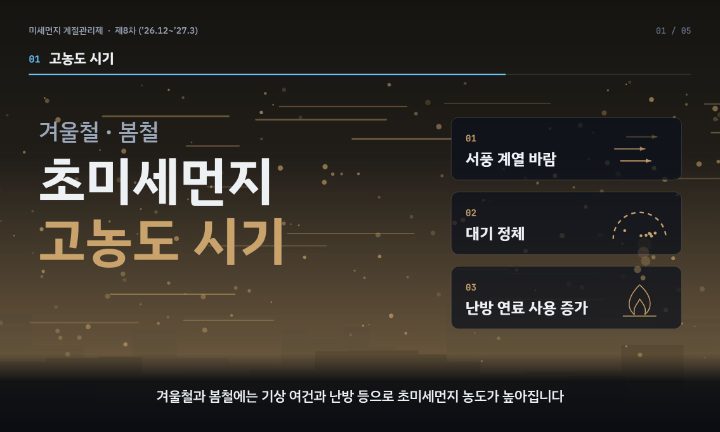 미세먼지 계절관리제 · 제8차 ('26.12~'27.3)
01 / 05
01 고농도 시기
겨울철 · 봄철
초미세먼지
고농도 시기
01
서풍 계열 바람
02
대기 정체
03
난방 연료 사용 증가
겨울철과 봄철에는 기상 여건과 난방 등으로 초미세먼지 농도가 높아집니다